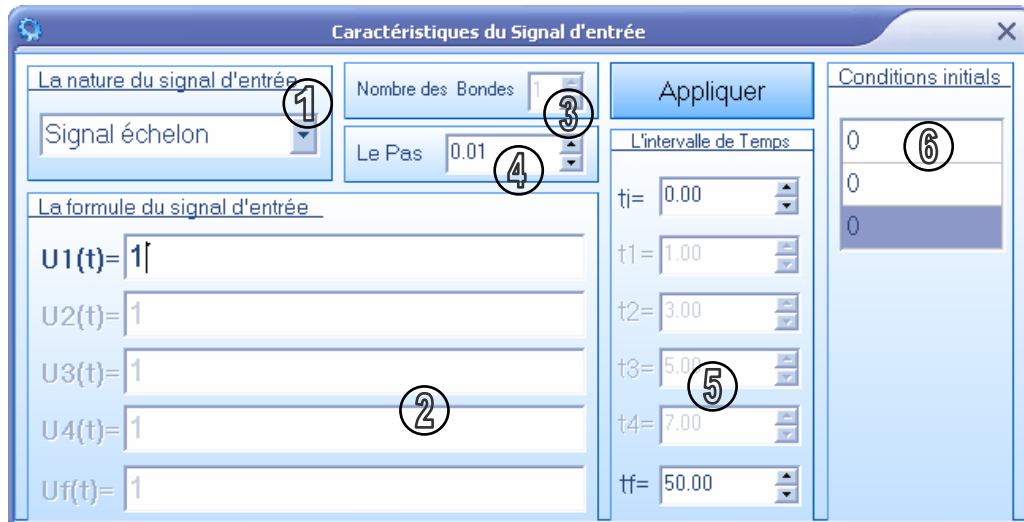 Caractéristiques du Signal d'entrée
La nature du signal d'entrée
①
Signal échelon
Nombre des Bondes 1
③
Le Pas 0.01
④
Appliquer
Conditions initials
0
⑥
0
0
La formule du signal d'entrée
U1(t)= 1
U2(t)= 1
U3(t)= 1
U4(t)= 1
②
Uf(t)= 1
L'intervalle de Temps
ti= 0.00
t1= 1.00
t2= 3.00
t3= 5.00
⑤
t4= 7.00
tf= 50.00